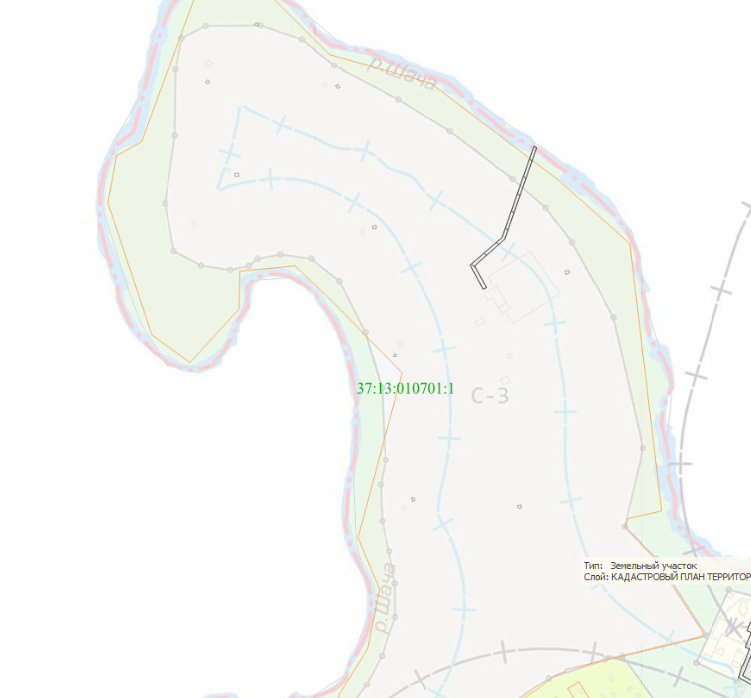 р.Шача
37:13:010701:1
С-3
Тип: Земельный участок
Слой: КАДАСТРОВЫЙ ПЛАН ТЕРРИТОР
р.Шача
Ж